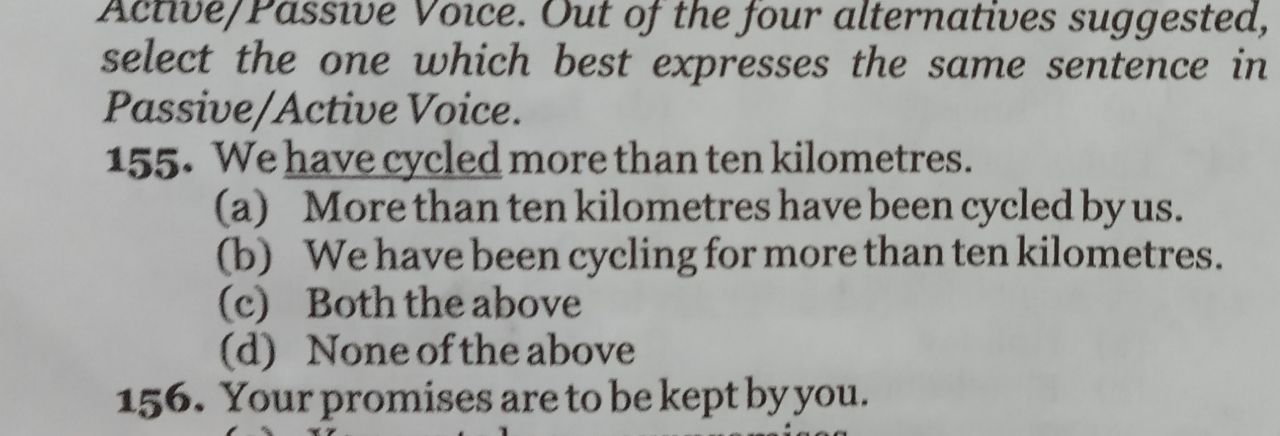 Active/Passive Voice. Out of the four alternatives suggested,
select the one which best expresses the same sentence in
Passive/Active Voice.
155. We have cycled more than ten kilometres.
(a) More than ten kilometres have been cycled by us.
(b) We have been cycling for more than ten kilometres.
(c) Both the above
(d) None of the above
156. Your promises are to be kept by you.